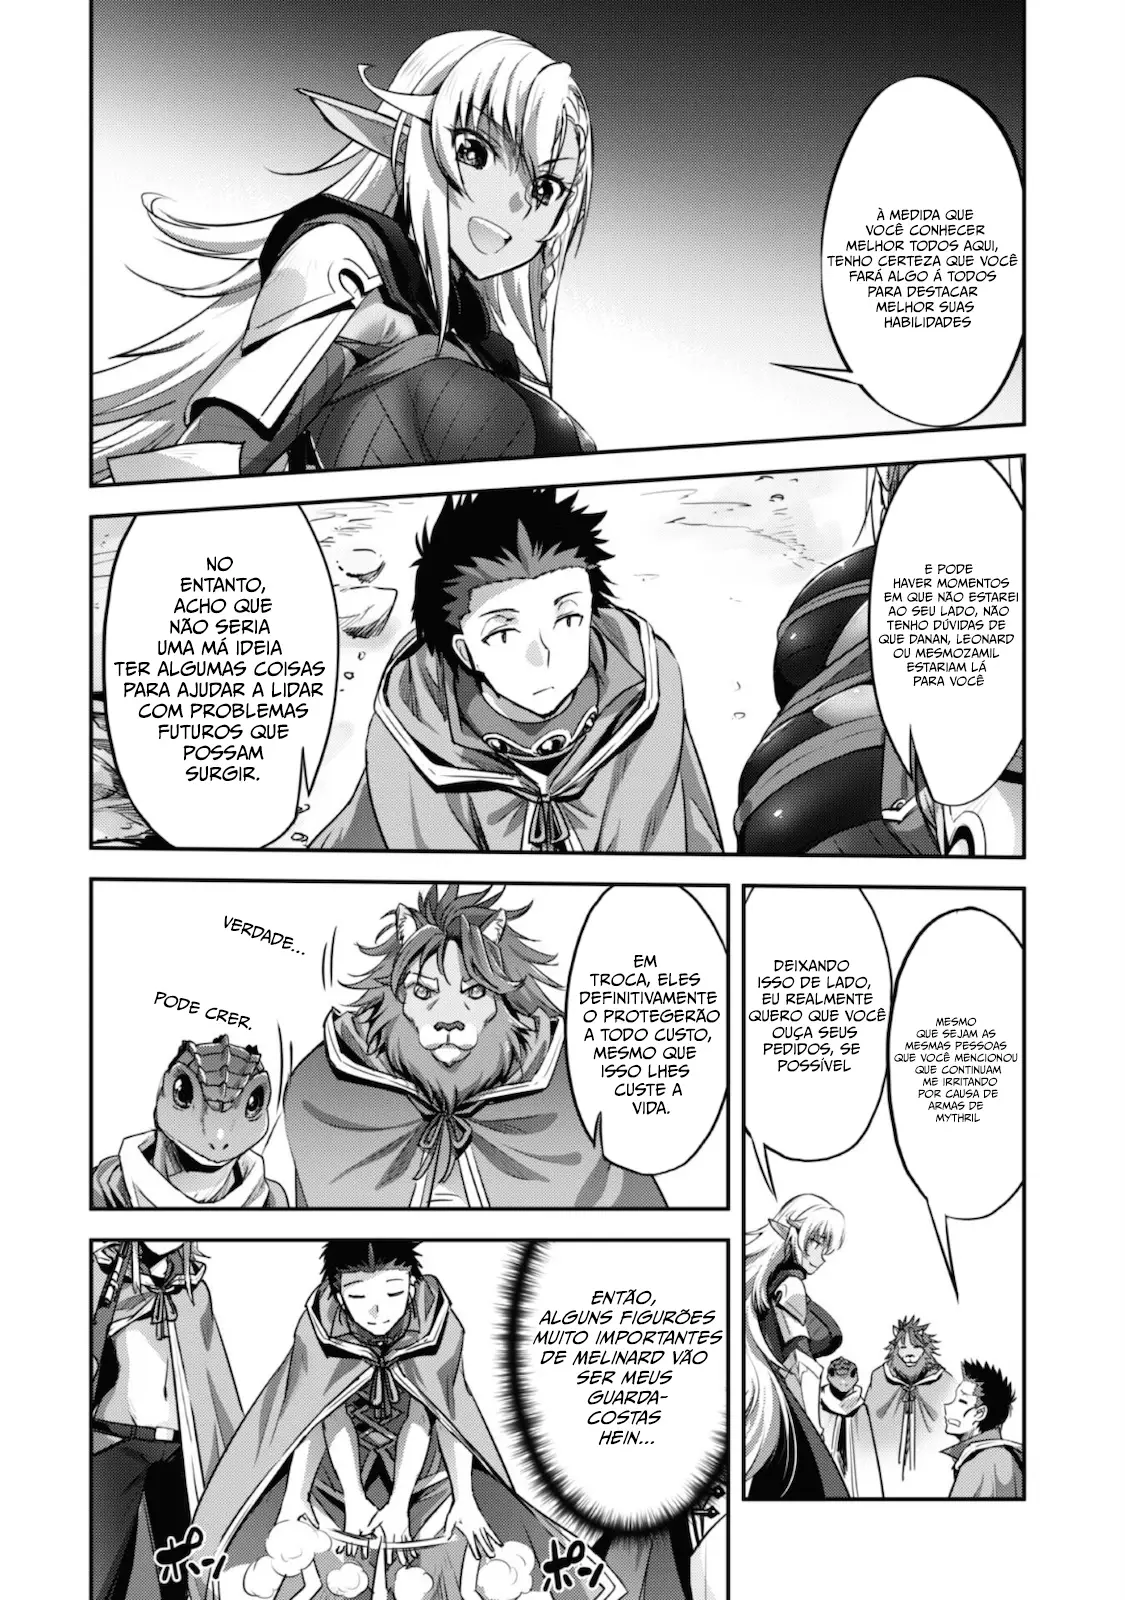 À MEDIDA QUE
VOCÊ CONHECER
MELHOR TODOS AQUI,
TENHO CERTEZA QUE VOCÊ
FARÁ ALGO Á TODOS
PARA DESTACAR
MELHOR SUAS
HABILIDADES
E PODE
HAVER MOMENTOS
EM QUE NÃO ESTAREI
AO SEU LADO, NÃO
TENHO DÚVIDAS DE
QUE DANAN, LEONARD
OU MESMOZAMIL
ESTARIAM LÁ
PARA VOCÊ
NO
ENTANTO,
ACHO QUE
NÃO SERIA
UMA MÁ IDEIA
TER ALGUMAS COISAS
PARA AJUDAR A LIDAR
COM PROBLEMAS
FUTUROS QUE
POSSAM
SURGIR.
MESMO
QUE SEJAM AS
MESMAS PESSOAS
QUE VOCÊ MENCIONOU
QUE CONTINUAM
ME IRRITANDO
POR CAUSA DE
ARMAS DE
MYTHRIL
DEIXANDO
ISSO DE LADO,
EU REALMENTE
QUERO QUE VOCÊ
OUÇA SEUS
PEDIDOS, SE
POSSÍVEL
EM
TROCA, ELES
DEFINITIVAMENTE
O PROTEGERÃO
A TODO CUSTO,
MESMO QUE
ISSO LHES
CUSTE A
VIDA.
VERDADE...
PODE CRER.
ENTÃO,
ALGUNS FIGURÕES
MUITO IMPORTANTES
DE MELINARD VÃO
SER MEUS
GUARDA-
COSTAS
HEIN...
ポン
ポン